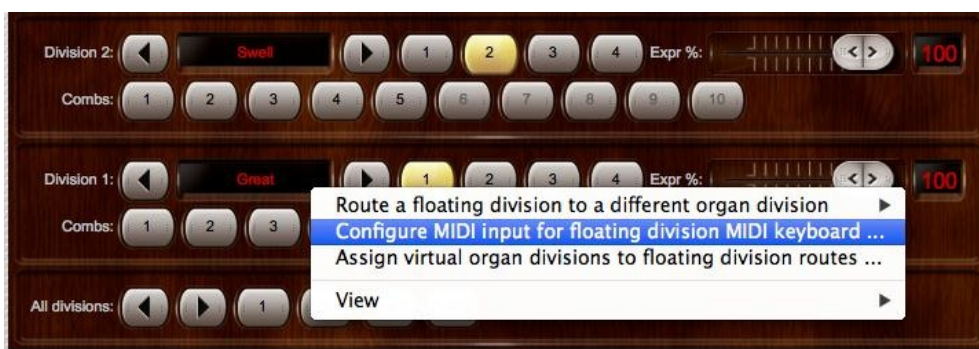 Division 2: Swell 1 2 3 4 Expr %: 100
Combs: 1 2 3 4 5 6 7 8 9 10
Division 1: Great 1 2 3 4 Expr %: 100
Combs: 1 2 3
Route a floating division to a different organ division
Configure MIDI input for floating division MIDI keyboard ...
Assign virtual organ divisions to floating division routes ...
View
All divisions: 1